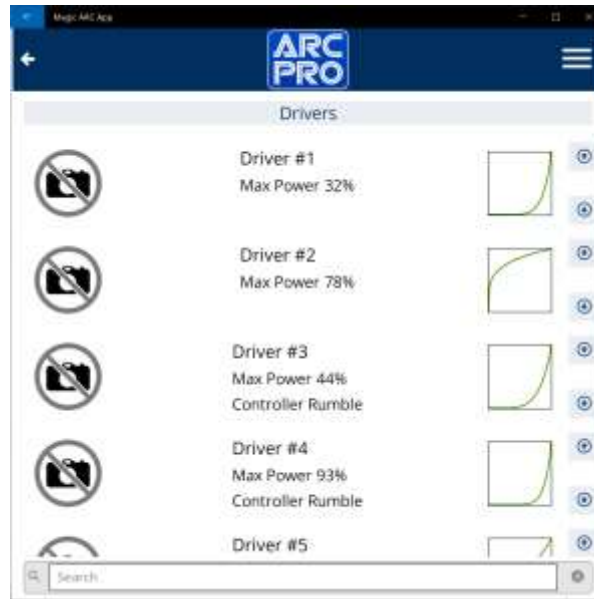 Magic ARC App
ARC
PRO
Drivers
Driver #1
Max Power 32%
Driver #2
Max Power 78%
Driver #3
Max Power 44%
Controller Rumble
Driver #4
Max Power 93%
Controller Rumble
Driver #5
Search